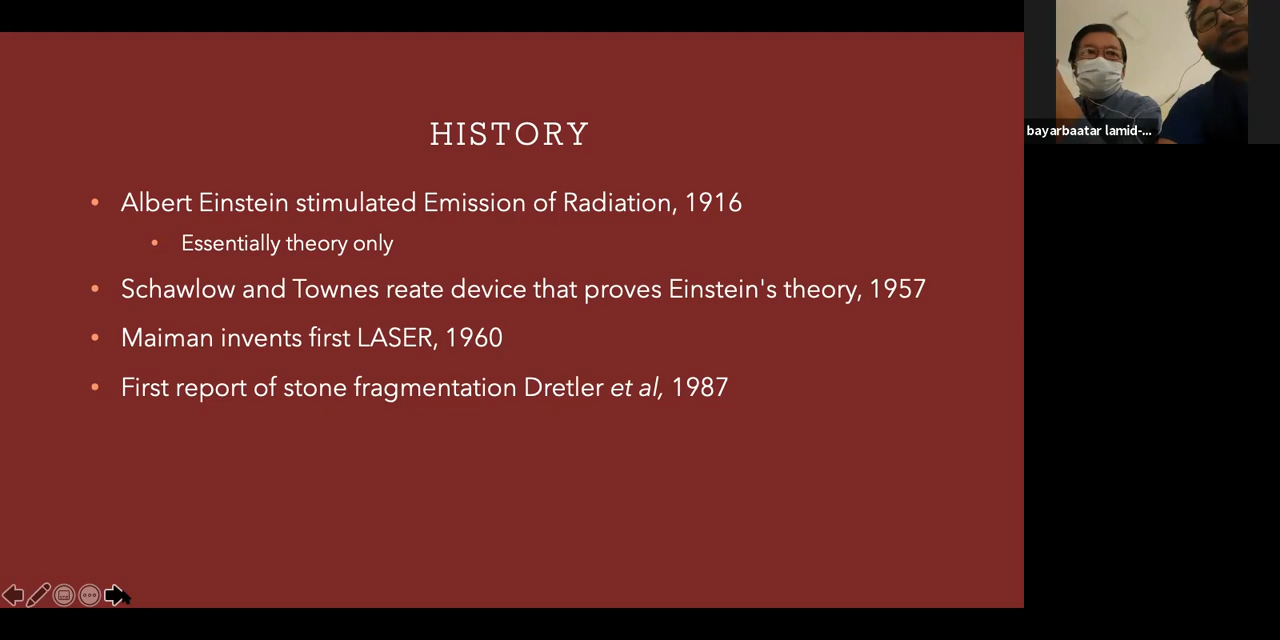 HISTORY
• Albert Einstein stimulated Emission of Radiation, 1916
• Essentially theory only
• Schawlow and Townes reate device that proves Einstein's theory, 1957
• Maiman invents first LASER, 1960
• First report of stone fragmentation Dretler et al, 1987
bayarbaatar lamid-...